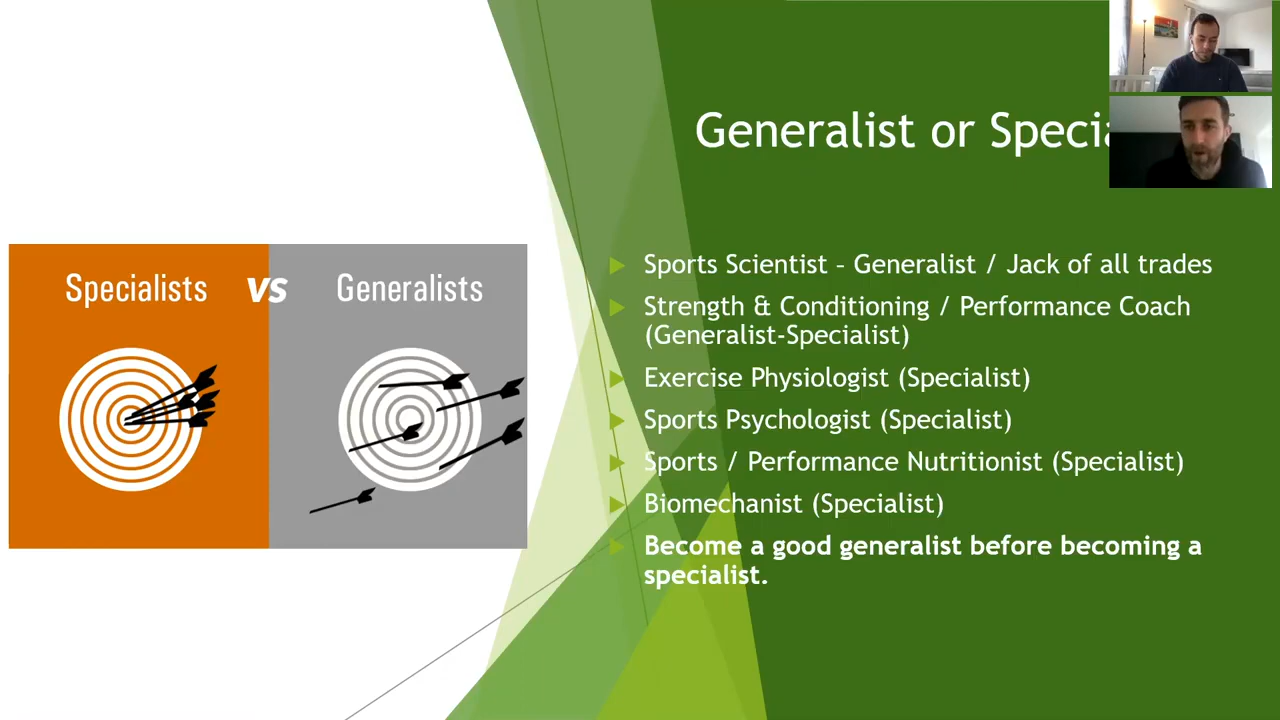 Generalist or Specia
Specialists vs Generalists
Sports Scientist – Generalist / Jack of all trades
Strength & Conditioning / Performance Coach
(Generalist-Specialist)
Exercise Physiologist (Specialist)
Sports Psychologist (Specialist)
Sports / Performance Nutritionist (Specialist)
Biomechanist (Specialist)
Become a good generalist before becoming a
specialist.